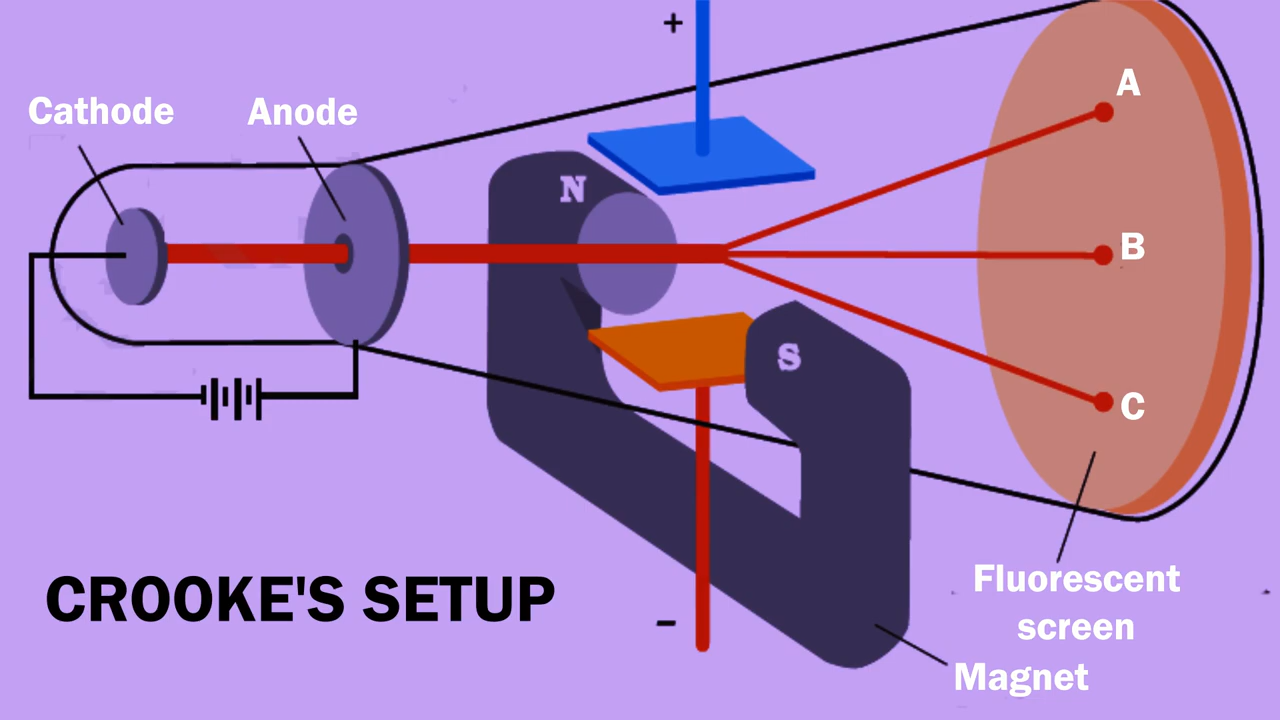 +
Cathode
Anode
A
N
B
S
C
CROOKE'S SETUP
Fluorescent
screen
-
Magnet